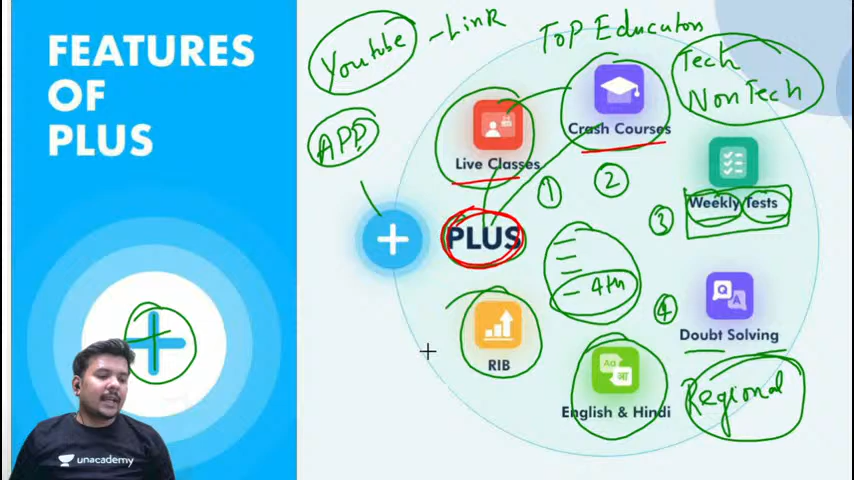 FEATURES
OF
PLUS
Youtube - Link
Top Educators
Tech
Non Tech
APP
Live Classes
Crash Courses
Weekly Tests
1
2
3
PLUS
4th
4
Q
A
Doubt Solving
RIB
Aa
अ
English & Hindi
Regional
unacademy